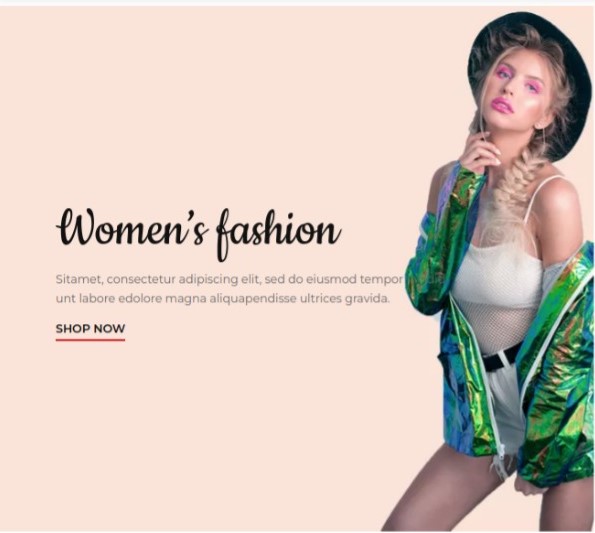 Women's fashion
Sitamet, consectetur adipiscing elit, sed do eiusmod tempor
unt labore edolore magna aliquapendisse ultrices gravida.
SHOP NOW